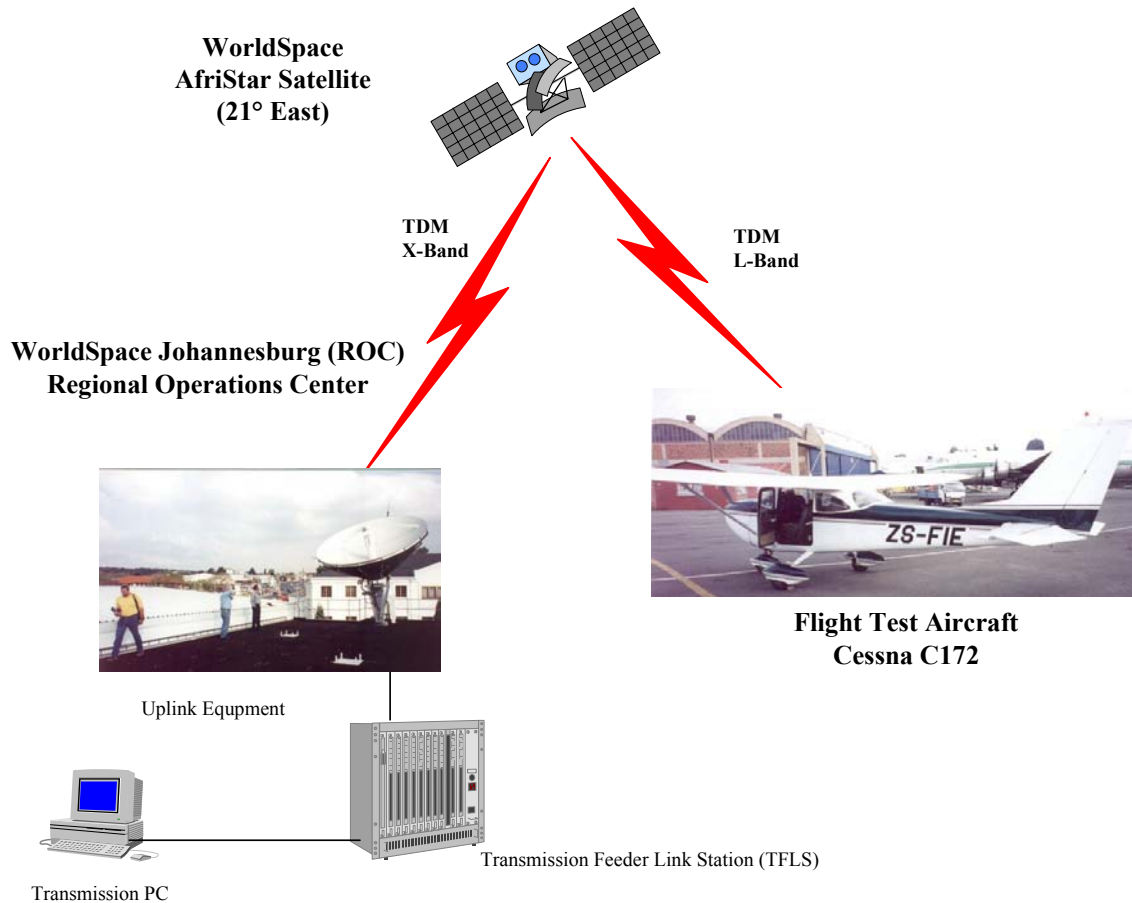 WorldSpace
AfriStar Satellite
(21° East)
TDM
X-Band
TDM
L-Band
WorldSpace Johannesburg (ROC)
Regional Operations Center
ZS-FIE
Flight Test Aircraft
Cessna C172
Uplink Equpment
Transmission Feeder Link Station (TFLS)
Transmission PC